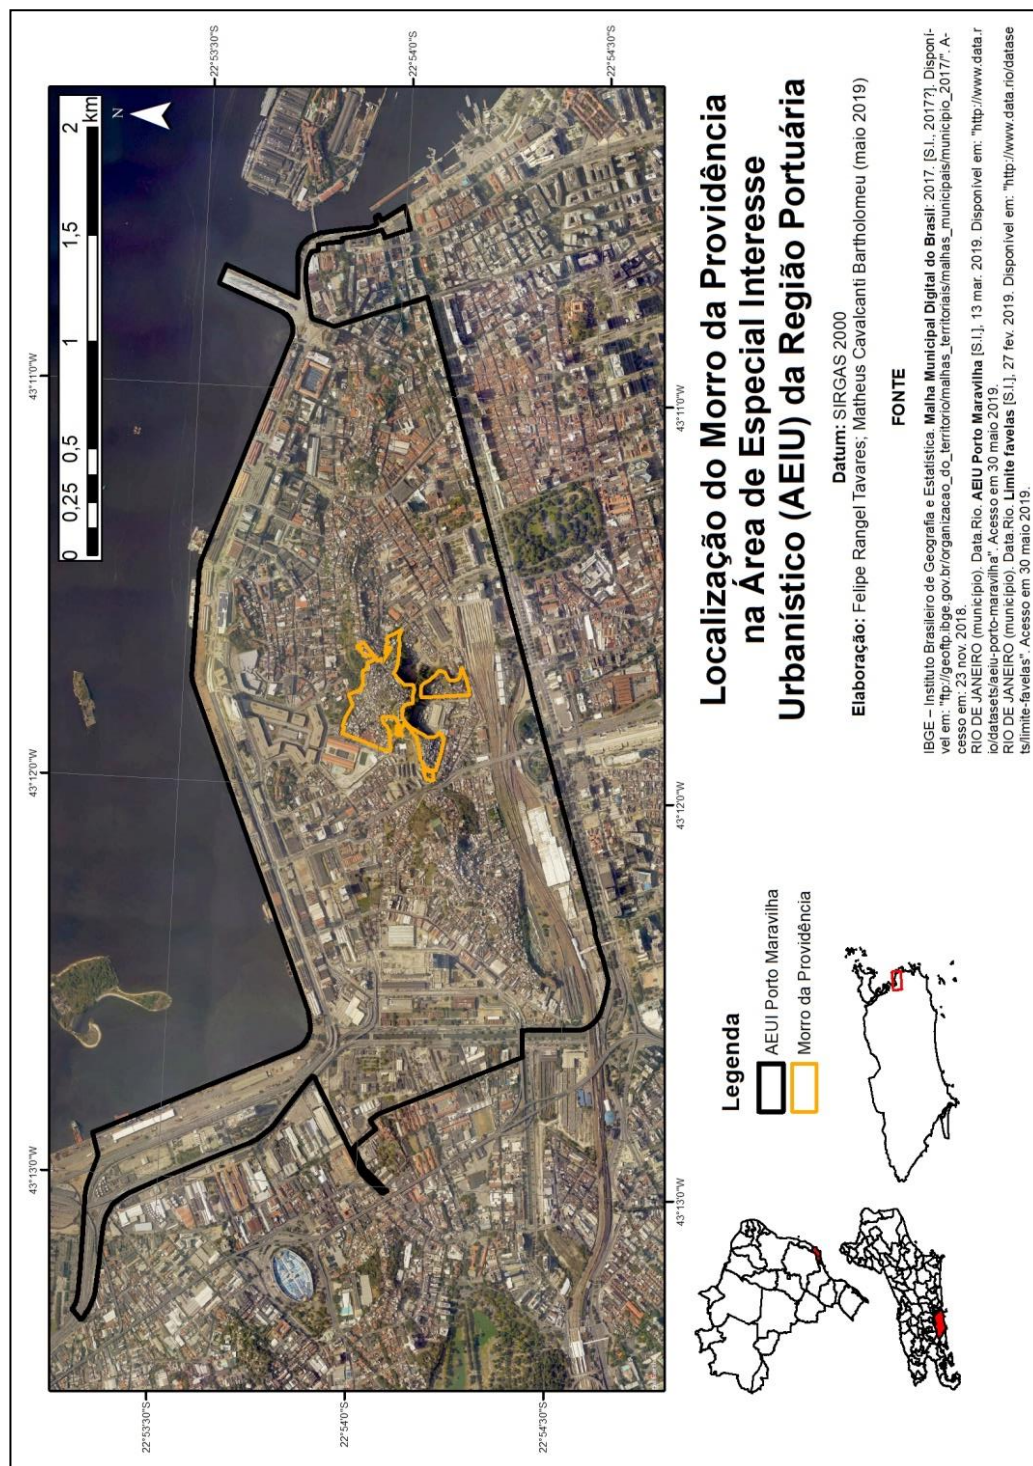 0 0,25 0,5 1 1,5 2
km
N
43°13'0"W 43°12'0"W 43°11'0"W
22°53'30"S
22°54'0"S
22°54'30"S
22°53'30"S
22°54'0"S
22°54'30"S
43°13'0"W 43°12'0"W 43°11'0"W
Legenda
AEUI Porto Maravilha
Morro da Providência
Localização do Morro da Providência
na Área de Especial Interesse
Urbanístico (AEIU) da Região Portuária
Datum: SIRGAS 2000
Elaboração: Felipe Rangel Tavares; Matheus Cavalcanti Bartholomeu (maio 2019)
FONTE
IBGE – Instituto Brasileiro de Geografia e Estatística. Malha Municipal Digital do Brasil: 2017. [S.l., 2017?]. Disponí-
vel em: "ftp://geoftp.ibge.gov.br/organizacao_do_territorio/malhas_territoriais/malhas_municipais/municipio_2017/". A-
cesso em: 23 nov. 2018.
RIO DE JANEIRO (município). Data.Rio. AEIU Porto Maravilha [S.l.], 13 mar. 2019. Disponível em: "http://www.data.r
io/datasets/aeiu-porto-maravilha". Acesso em 30 maio 2019.
RIO DE JANEIRO (município). Data.Rio. Limite favelas [S.l.], 27 fev. 2019. Disponível em: "http://www.data.rio/datase
ts/limite-favelas". Acesso em 30 maio 2019.